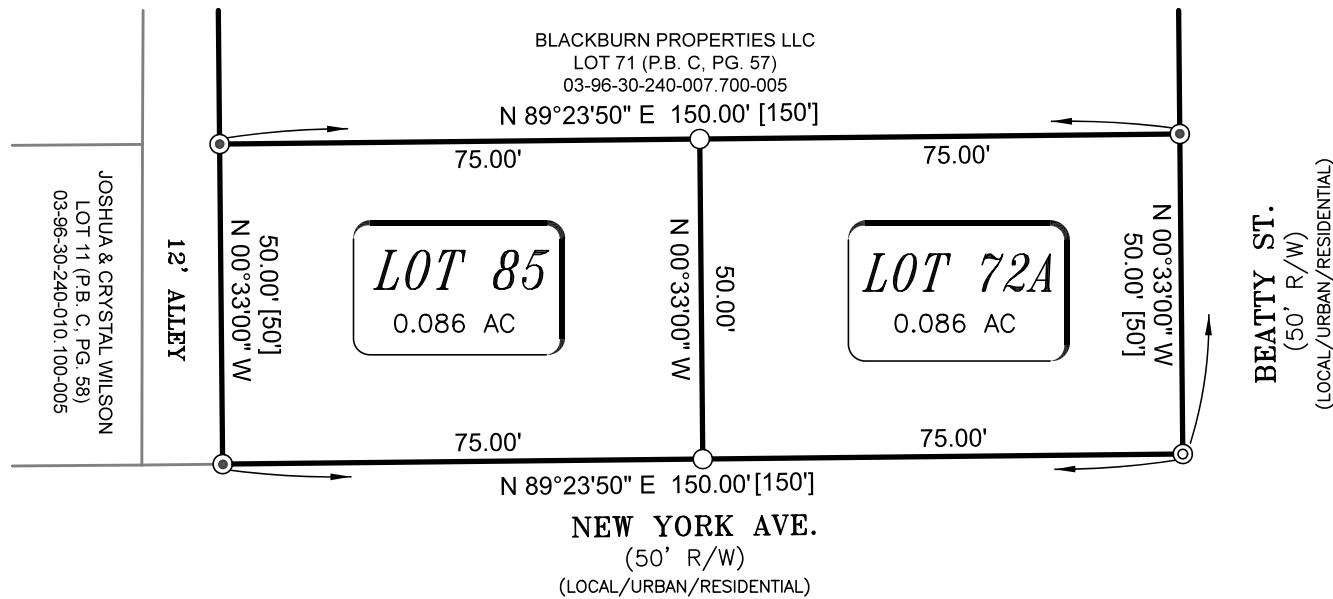 BLACKBURN PROPERTIES LLC
LOT 71 (P.B. C, PG. 57)
03-96-30-240-007.700-005
N 89°23'50" E 150.00' [150']
75.00'
75.00'
JOSHUA & CRYSTAL WILSON
LOT 11 (P.B. C, PG. 58)
03-96-30-240-010.100-005
12' ALLEY
50.00' [50']
N 00°33'00" W
LOT 85
0.086 AC
50.00'
N 00°33'00" W
LOT 72A
0.086 AC
N 00°33'00" W
50.00' [50']
BEATTY ST.
(50' R/W)
(LOCAL/URBAN/RESIDENTIAL)
75.00'
75.00'
N 89°23'50" E 150.00' [150']
NEW YORK AVE.
(50' R/W)
(LOCAL/URBAN/RESIDENTIAL)